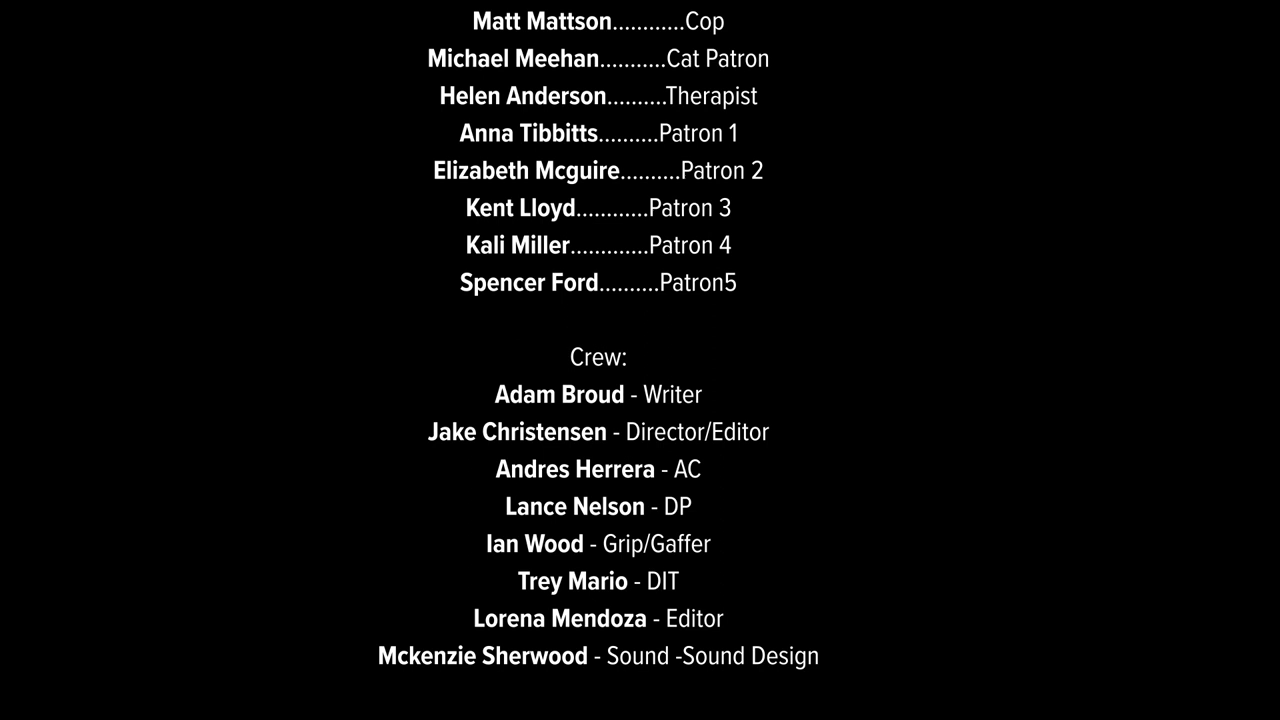 Matt Mattson............Cop
Michael Meehan...........Cat Patron
Helen Anderson..........Therapist
Anna Tibbitts..........Patron 1
Elizabeth Mcguire..........Patron 2
Kent Lloyd............Patron 3
Kali Miller.............Patron 4
Spencer Ford..........Patron5
Crew:
Adam Broud - Writer
Jake Christensen - Director/Editor
Andres Herrera - AC
Lance Nelson - DP
Ian Wood - Grip/Gaffer
Trey Mario - DIT
Lorena Mendoza - Editor
Mckenzie Sherwood - Sound -Sound Design